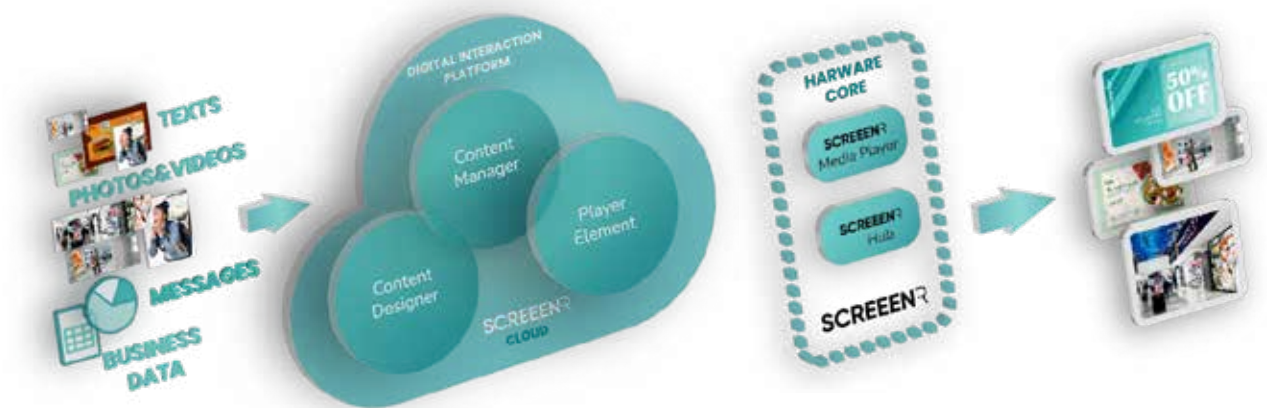 TEXTS
PHOTOS&VIDEOS
MESSAGES
BUSINESS
DATA
DIGITAL INTERACTION
PLATFORM
Content
Manager
Player
Element
Content
Designer
SCREEENR
CLOUD
HARWARE
CORE
SCREEENR
Media Player
SCREEENR
Hub
SCREEENR
50%
OFF